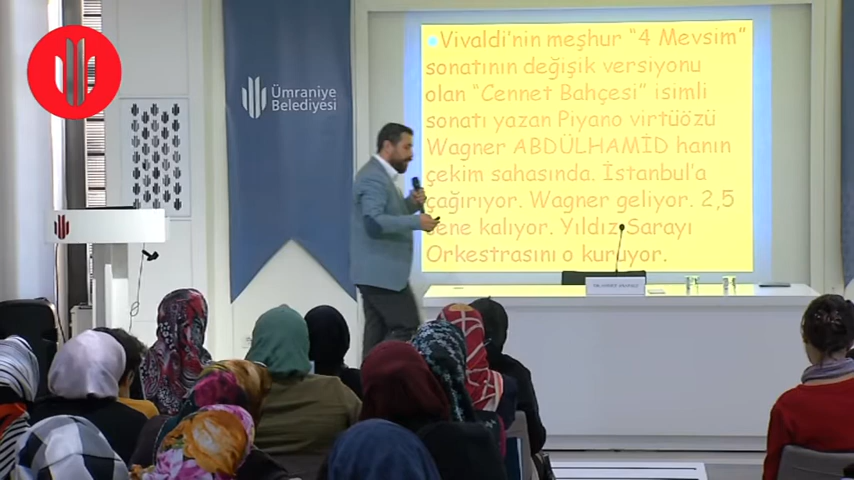 Ümraniye
Belediyesi
Vivaldi'nin meşhur "4 Mevsim"
sonatının değişik versiyonu
olan "Cennet Bahçesi" isimli
sonatı yazan Piyano virtüözü
Wagner ABDÜLHAMİD hanın
çekim sahasında. İstanbul'a
çağırıyor. Wagner geliyor. 2,5
sene kalıyor. Yıldız Sarayı
Orkestrasını o kuruyor.